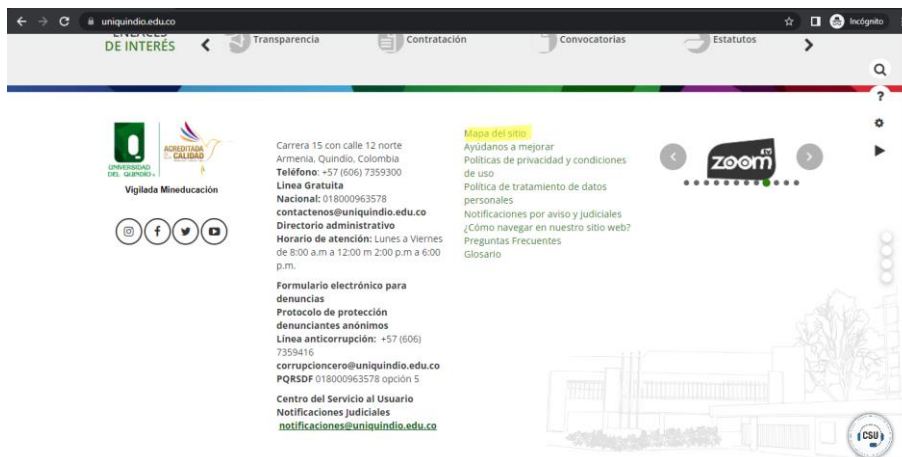 uniquindio.edu.co
Incógnito
ENLACES
DE INTERÉS
Transparencia
Contratación
Convocatorias
Estatutos
?
UNIVERSIDAD
DEL QUINDÍO
ACREDITADA
DE ALTA CALIDAD
Vigilada Mineducación
Carrera 15 con calle 12 norte
Armenia, Quindío, Colombia
Teléfono: +57 (606) 7359300
Linea Gratuita
Nacional: 018000963578
contactenos@uniquindio.edu.co
Directorio administrativo
Horario de atención: Lunes a Viernes
de 8:00 a.m a 12:00 m 2:00 p.m a 6:00
p.m.
Formulario electrónico para
denuncias
Protocolo de protección
denunciantes anónimos
Línea anticorrupción: +57 (606)
7359416
corrupcioncero@uniquindio.edu.co
PQRSDF 018000963578 opción 5
Centro del Servicio al Usuario
Notificaciones Judiciales
notificaciones@uniquindio.edu.co
Mapa del sitio
Ayúdanos a mejorar
Políticas de privacidad y condiciones
de uso
Política de tratamiento de datos
personales
Notificaciones por aviso y judiciales
¿Cómo navegar en nuestro sitio web?
Preguntas Frecuentes
Glosario
zoom tv
CSU